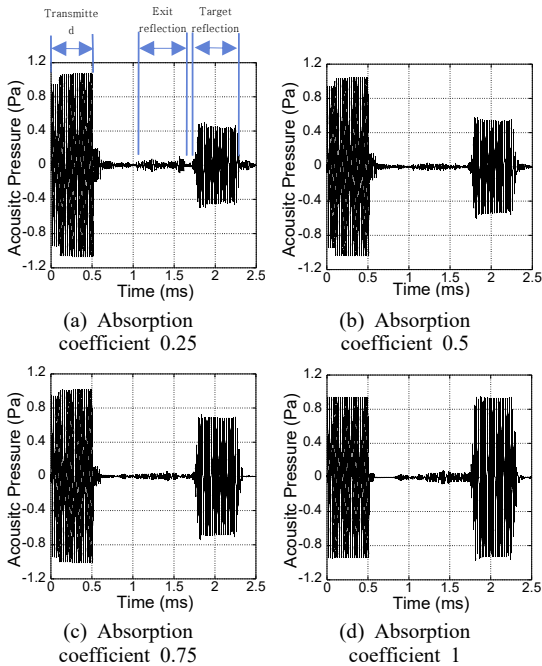 Transmitte
d
Exit
reflection
Target
reflection
1.2
0.8
0.4
0
-0.4
-0.8
-1.2
Acousitc Pressure (Pa)
0 0.5 1 1.5 2 2.5
Time (ms)
(a) Absorption
coefficient 0.25
1.2
0.8
0.4
0
-0.4
-0.8
-1.2
Acousitc Pressure (Pa)
0 0.5 1 1.5 2 2.5
Time (ms)
(b) Absorption
coefficient 0.5
1.2
0.8
0.4
0
-0.4
-0.8
-1.2
Acousitc Pressure (Pa)
0 0.5 1 1.5 2 2.5
Time (ms)
(c) Absorption
coefficient 0.75
1.2
0.8
0.4
0
-0.4
-0.8
-1.2
Acousitc Pressure (Pa)
0 0.5 1 1.5 2 2.5
Time (ms)
(d) Absorption
coefficient 1